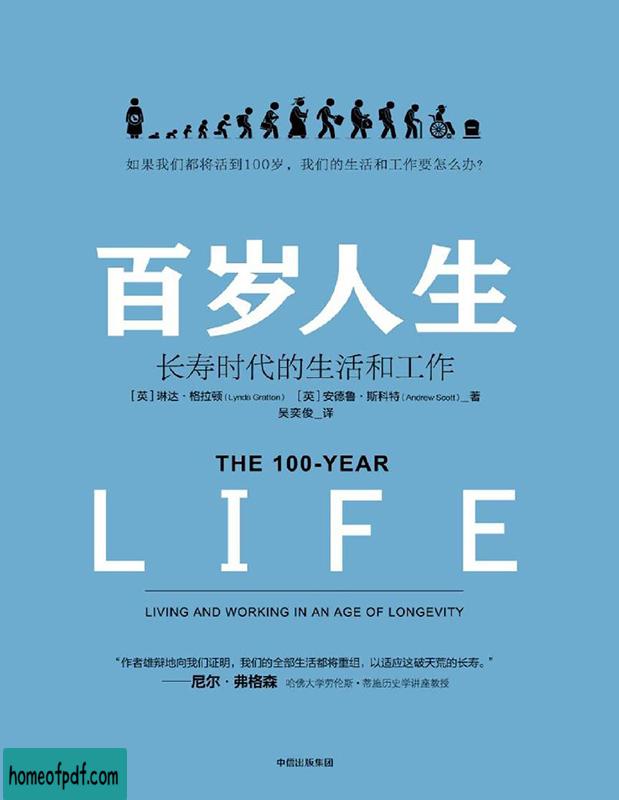 如果我们都将活到100岁，我们的生活和工作要怎么办?
百岁人生
长寿时代的生活和工作
［英］琳达·格拉顿(Lynda Gratton) ［英］安德鲁·斯科特(Andrew Scott)_著
吴奕俊_译
THE 100-YEAR
LIFE
LIVING AND WORKING IN AN AGE OF LONGEVITY
“作者雄辩地向我们证明，我们的全部生活都将重组，以适应这破天荒的长寿。”
——尼尔·弗格森 哈佛大学劳伦斯·蒂施历史学讲座教授
中信出版集团
homeofpdf.com